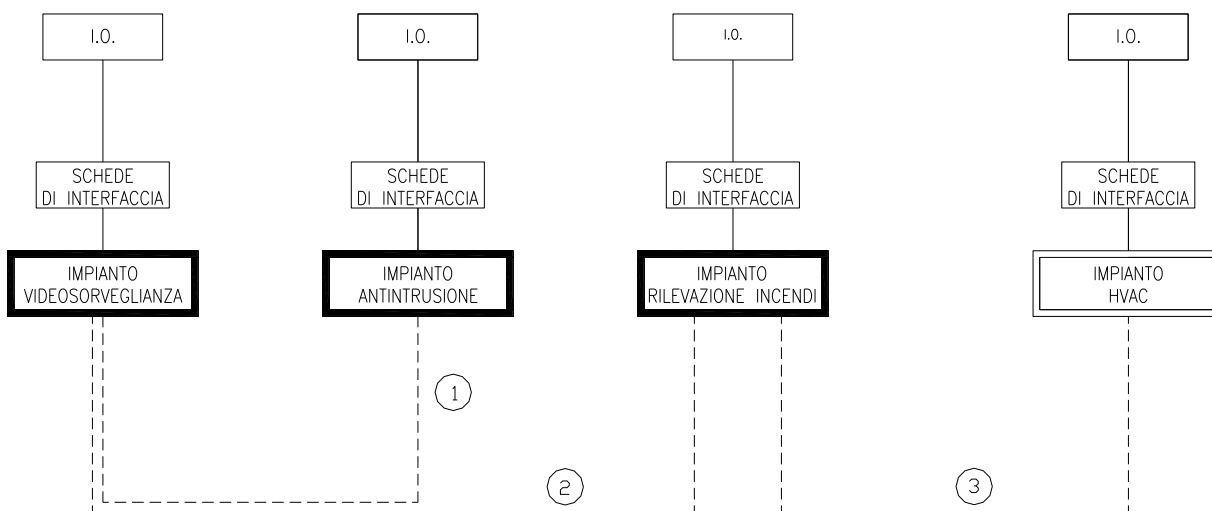 I.O.
I.O.
I.O.
I.O.
SCHEDE
DI INTERFACCIA
SCHEDE
DI INTERFACCIA
SCHEDE
DI INTERFACCIA
SCHEDE
DI INTERFACCIA
IMPIANTO
VIDEOSORVEGLIANZA
IMPIANTO
ANTINTRUSIONE
IMPIANTO
RILEVAZIONE INCENDI
IMPIANTO
HVAC
1
2
3